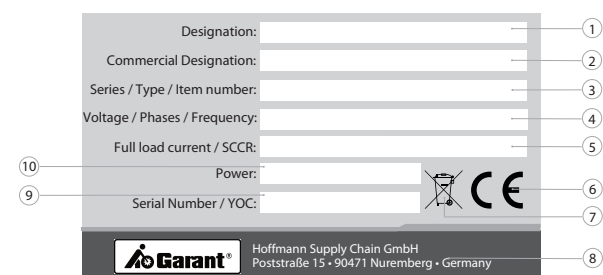 Designation:
1
Commercial Designation:
2
Series / Type / Item number:
3
Voltage / Phases / Frequency:
4
Full load current / SCCR:
5
10
Power:
9
Serial Number / YOC:
CE
6
7
Garant®
Hoffmann Supply Chain GmbH
Poststraße 15 • 90471 Nuremberg • Germany
8